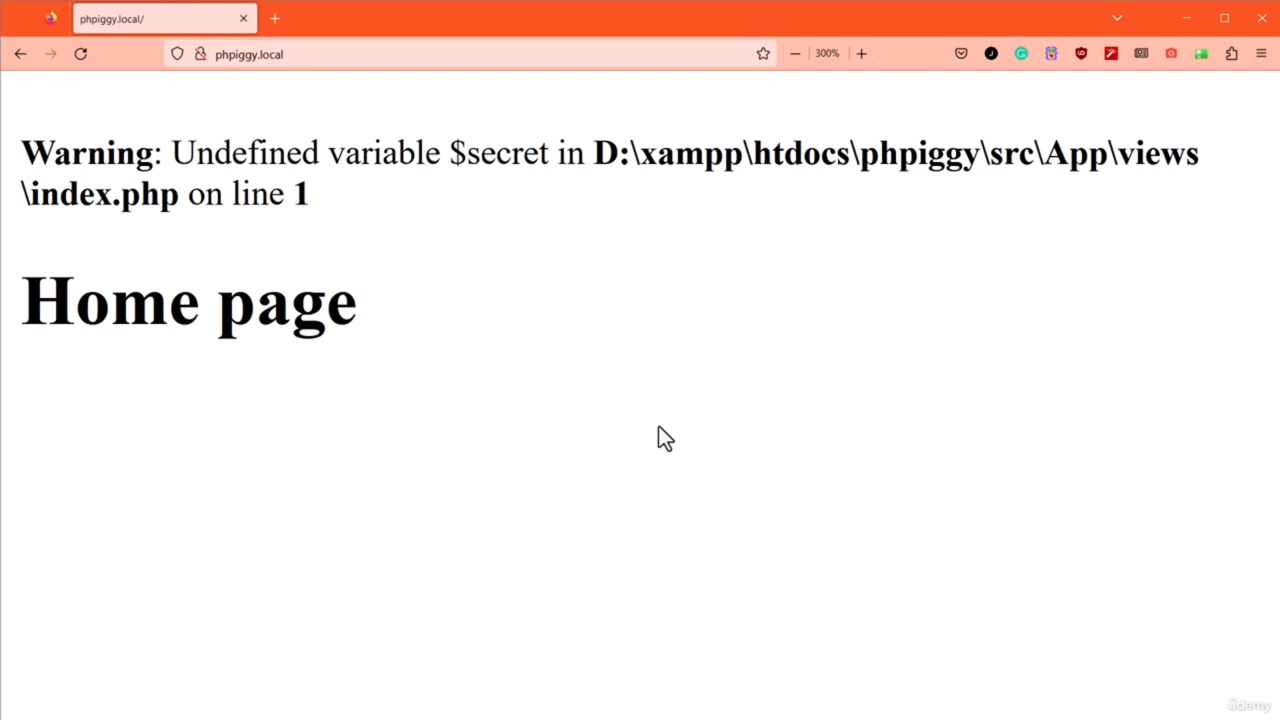 phpiggy.local/
phpiggy.local
300%
Warning: Undefined variable $secret in D:\xampp\htdocs\phpiggy\src\App\views
\index.php on line 1
Home page
ûdemy